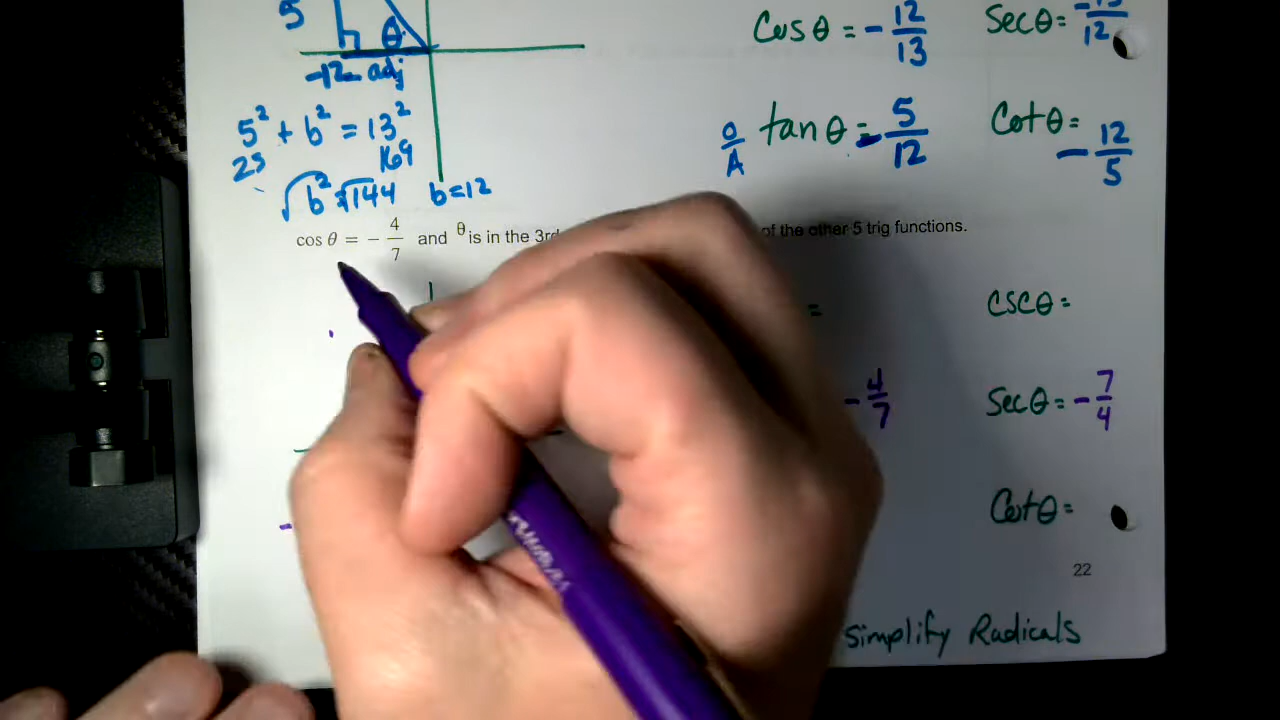 5
θ
-12 adj
Cos θ = - 12/13
Sec θ = -13/12
5² + b² = 13²
25 169
√b² = √144 b = 12
O/A tan θ = - 5/12
Cot θ = - 12/5
cos θ = - 4/7 and θ is in the 3rd
of the other 5 trig functions.
=
CSC θ =
- 4/7
Sec θ = - 7/4
-
Cot θ =
22
Simplify Radicals